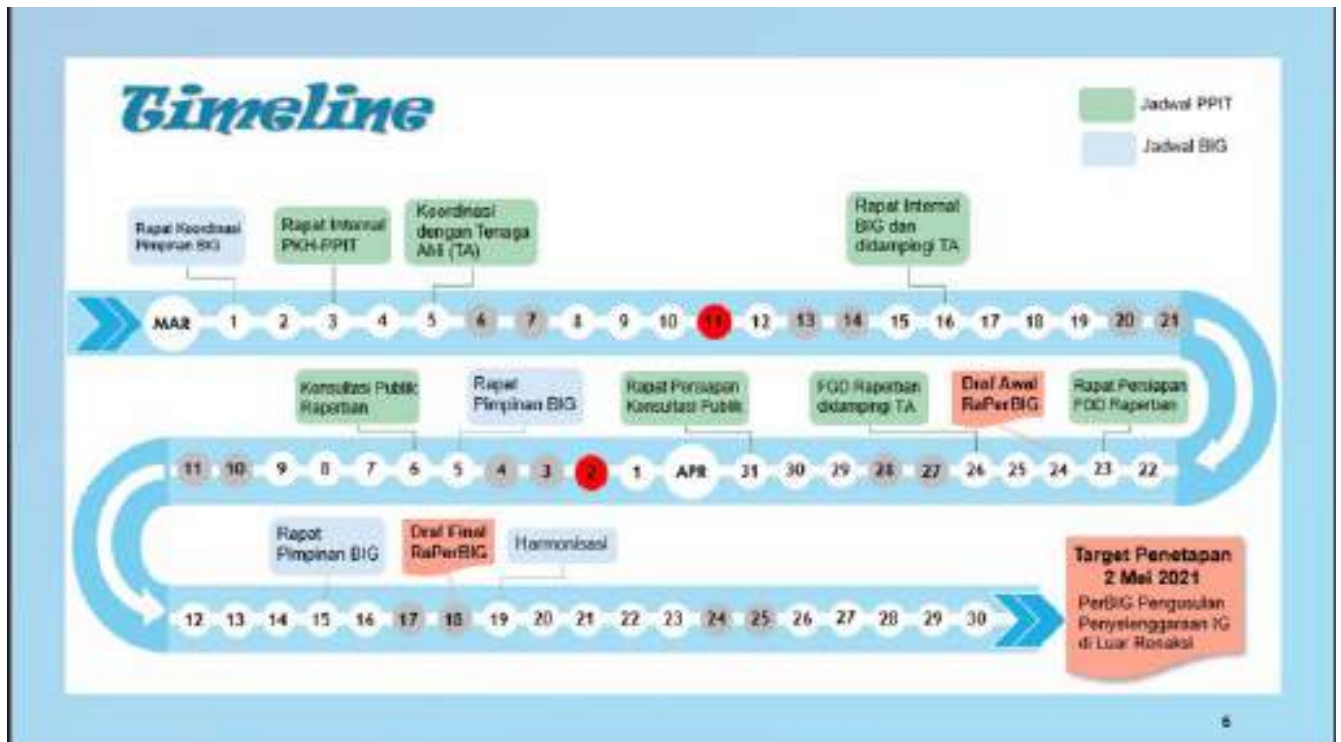 Timeline
Jadwal PPIT
Jadwal BIG
Rapat Koordinasi
Pimpinan BIG
Rapat Internal
PKH-PPIT
Koordinasi
dengan Tenaga
Ahli (TA)
Rapat Internal
BIG dan
didampingi TA
MAR 1 2 3 4 5 6 7 8 9 10 11 12 13 14 15 16 17 18 19 20 21
Konsultasi Publik
Raperban
Rapat
Pimpinan BIG
Rapat Persiapan
Konsultasi Publik
FGD Raperban
didampingi TA
Draf Awal
RaPerBIG
Rapat Persiapan
FGD Raperban
11 10 9 8 7 6 5 4 3 2 1 APR 31 30 29 28 27 26 25 24 23 22
Rapat
Pimpinan BIG
Draf Final
RaPerBIG
Harmonisasi
12 13 14 15 16 17 18 19 20 21 22 23 24 25 26 27 28 29 30
Target Penetapan
2 Mei 2021
PerBIG Pengusulan
Penyelenggaraan IG
di Luar Renaksi
6